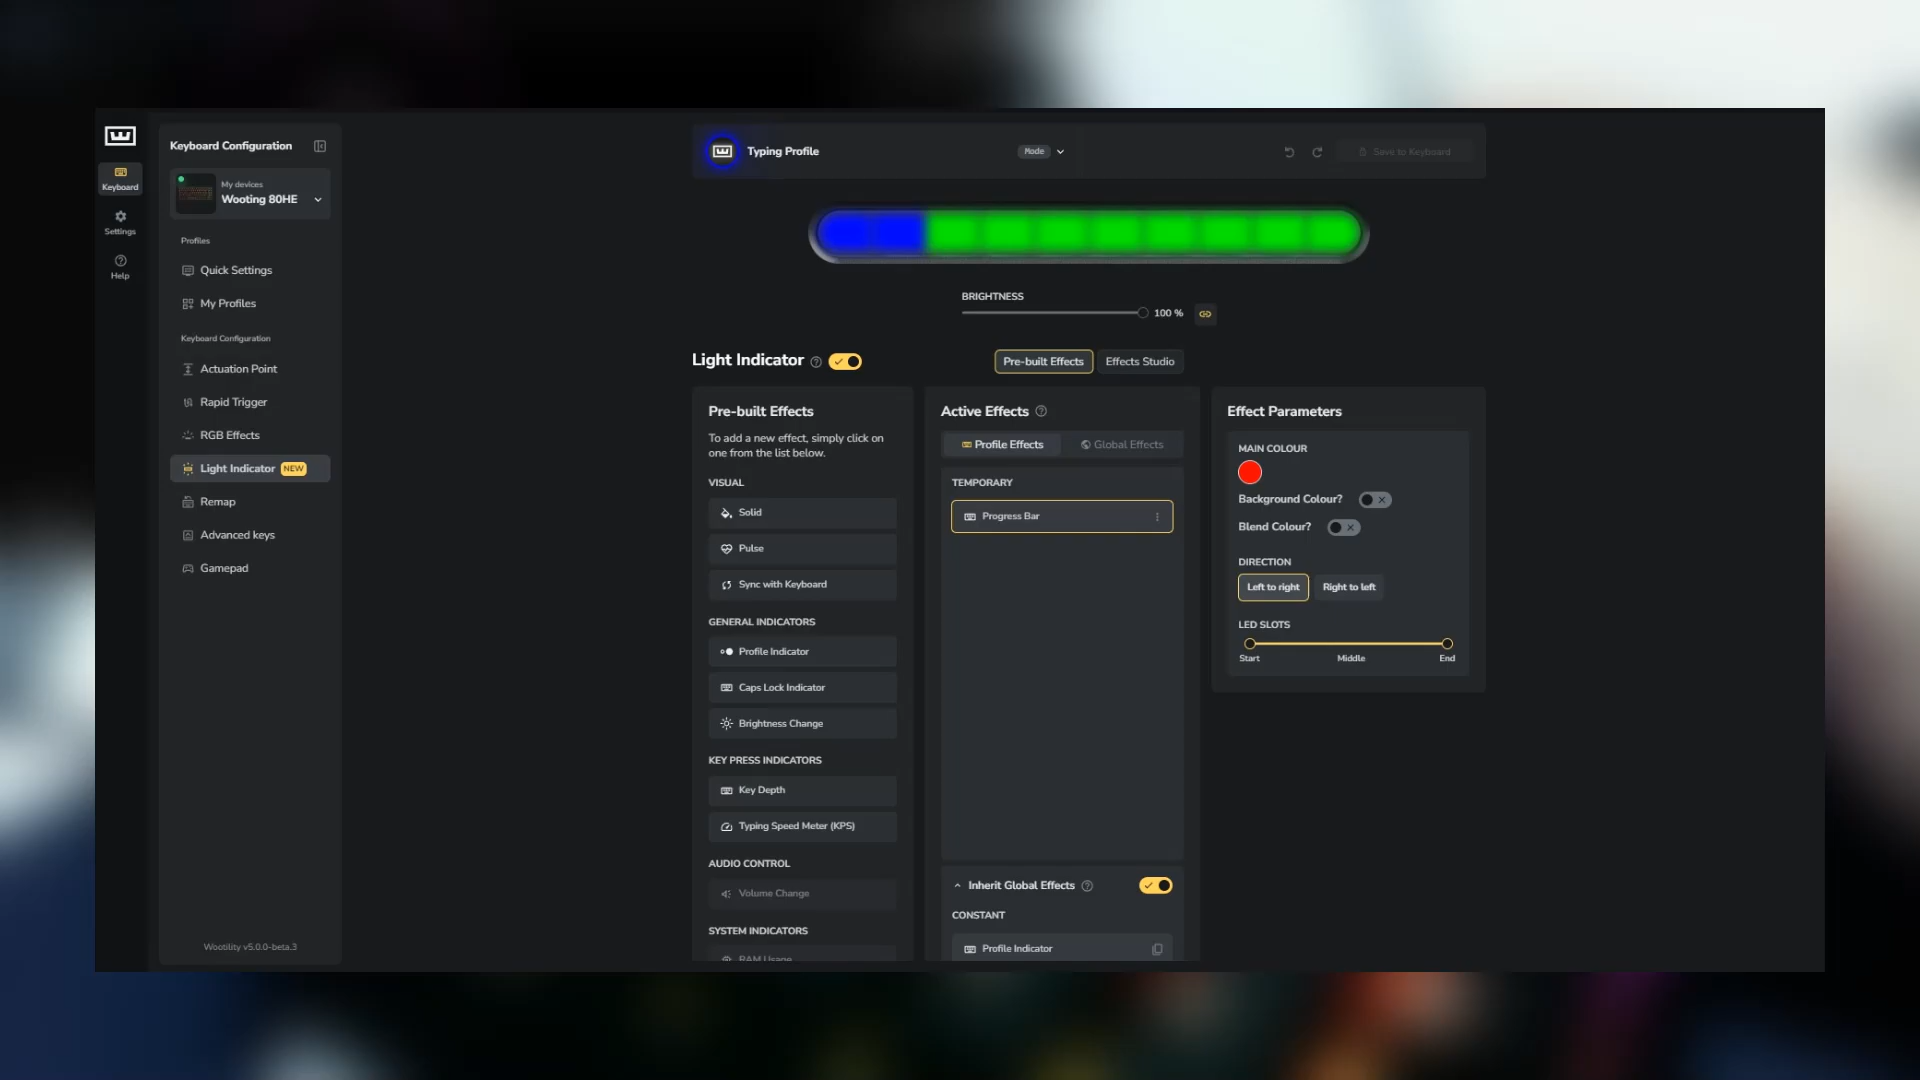 Keyboard Configuration
My devices
Wooting 80HE
Keyboard
Settings
Help
Profiles
Quick Settings
My Profiles
Keyboard Configuration
Actuation Point
Rapid Trigger
RGB Effects
Light Indicator NEW
Remap
Advanced keys
Gamepad
Wootility v5.0.0-beta.3
Typing Profile
Mode
Save to Keyboard
BRIGHTNESS
100 %
Light Indicator
Pre-built Effects
Effects Studio
Pre-built Effects
To add a new effect, simply click on
one from the list below.
VISUAL
Solid
Pulse
Sync with Keyboard
GENERAL INDICATORS
Profile Indicator
Caps Lock Indicator
Brightness Change
KEY PRESS INDICATORS
Key Depth
Typing Speed Meter (KPS)
AUDIO CONTROL
Volume Change
SYSTEM INDICATORS
RAM Usage
Active Effects
Profile Effects
Global Effects
TEMPORARY
Progress Bar
Inherit Global Effects
CONSTANT
Profile Indicator
Effect Parameters
MAIN COLOUR
Background Colour?
Blend Colour?
DIRECTION
Left to right
Right to left
LED SLOTS
Start
Middle
End